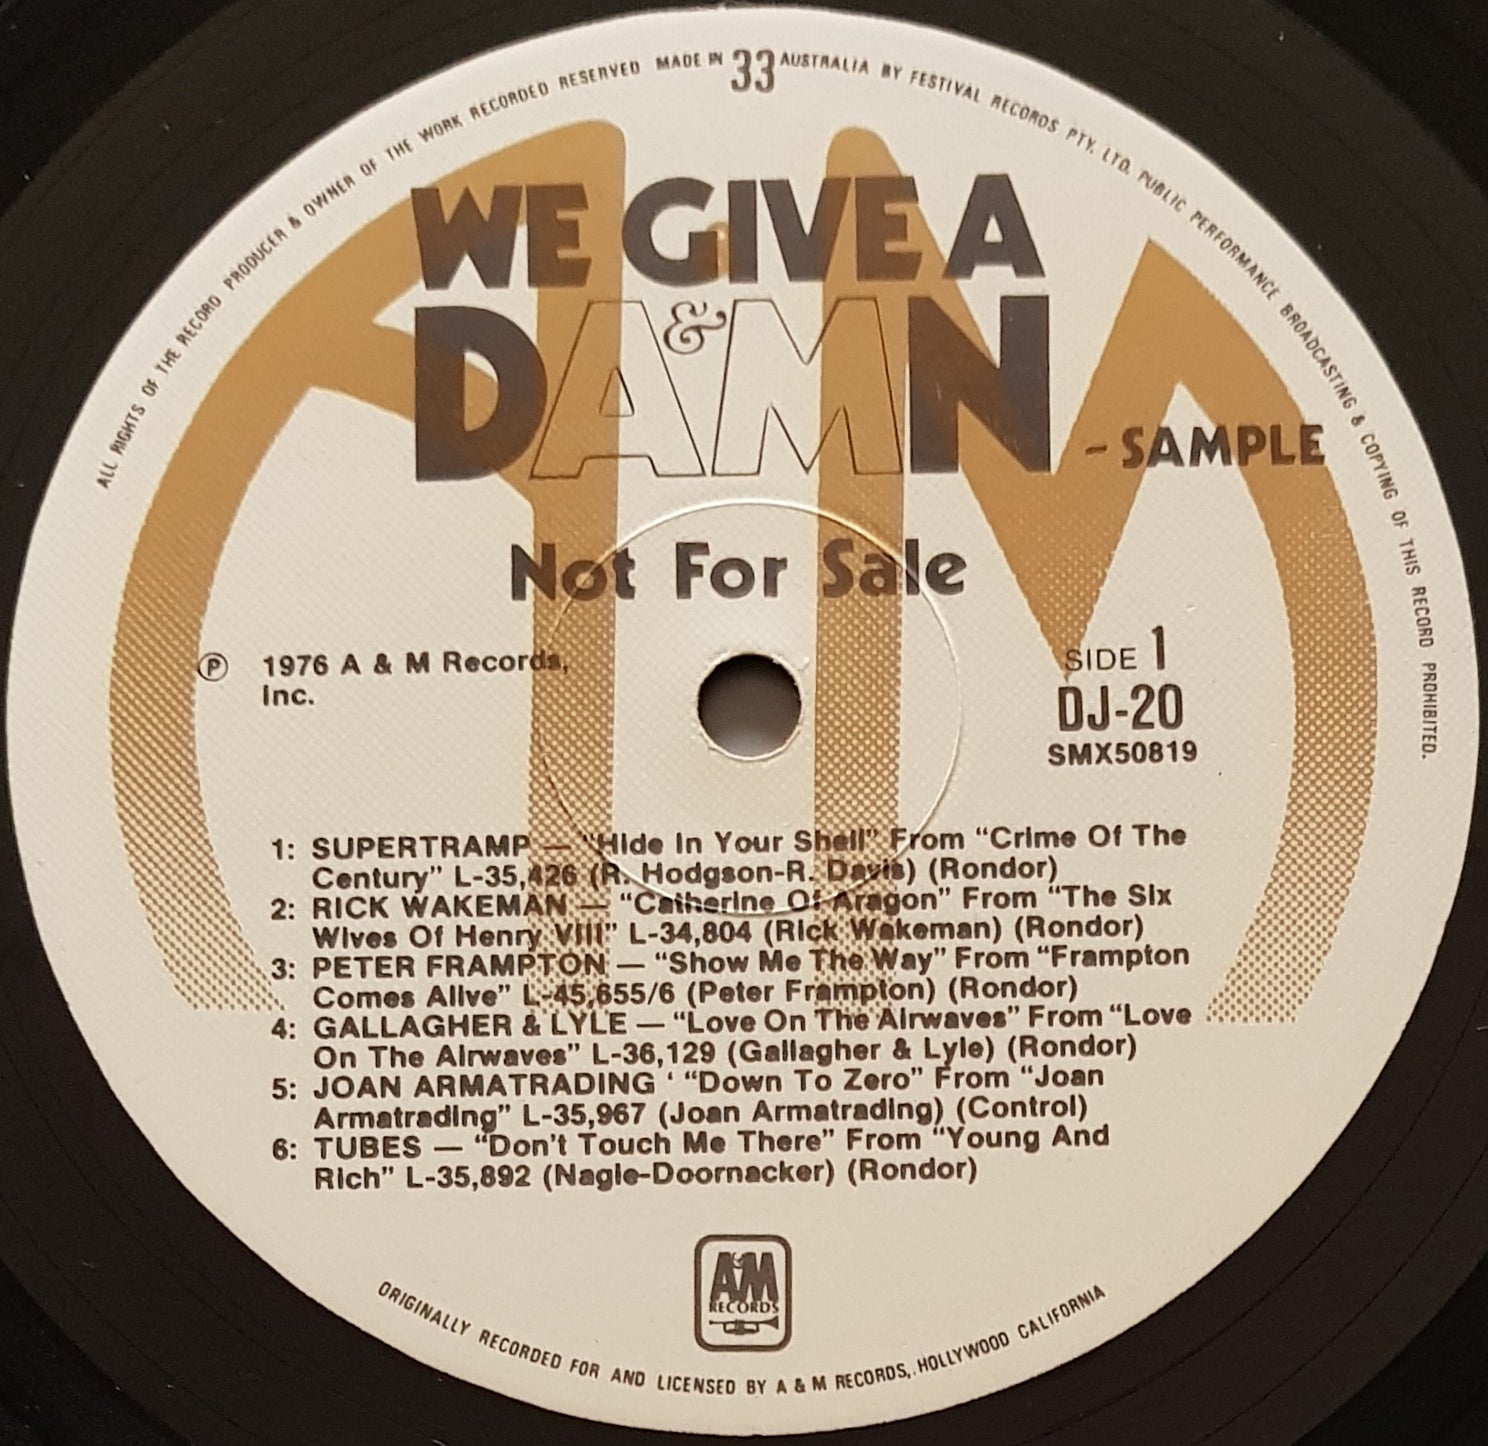 ALL RIGHTS OF THE RECORD PRODUCER & OWNER OF THE WORK RECORDED RESERVED MADE IN 33 AUSTRALIA BY FESTIVAL RECORDS PTY. LTD. PUBLIC PERFORMANCE BROADCASTING & COPYING OF THIS RECORD PROHIBITED.
WE GIVE A
DA&MN - SAMPLE
Not For Sale
℗ 1976 A & M Records,
Inc.
SIDE 1
DJ-20
SMX50819
1: SUPERTRAMP — "Hide In Your Shell" From "Crime Of The
Century" L-35,426 (R. Hodgson-R. Davis) (Rondor)
2: RICK WAKEMAN — "Catherine Of Aragon" From "The Six
Wives Of Henry VIII" L-34,804 (Rick Wakeman) (Rondor)
3: PETER FRAMPTON — "Show Me The Way" From "Frampton
Comes Alive" L-45,655/6 (Peter Frampton) (Rondor)
4: GALLAGHER & LYLE — "Love On The Airwaves" From "Love
On The Airwaves" L-36,129 (Gallagher & Lyle) (Rondor)
5: JOAN ARMATRADING ‘ "Down To Zero" From "Joan
Armatrading" L-35,967 (Joan Armatrading) (Control)
6: TUBES — "Don't Touch Me There" From "Young And
Rich" L-35,892 (Nagle-Doornacker) (Rondor)
A&M
RECORDS
ORIGINALLY RECORDED FOR AND LICENSED BY A & M RECORDS,. HOLLYWOOD CALIFORNIA